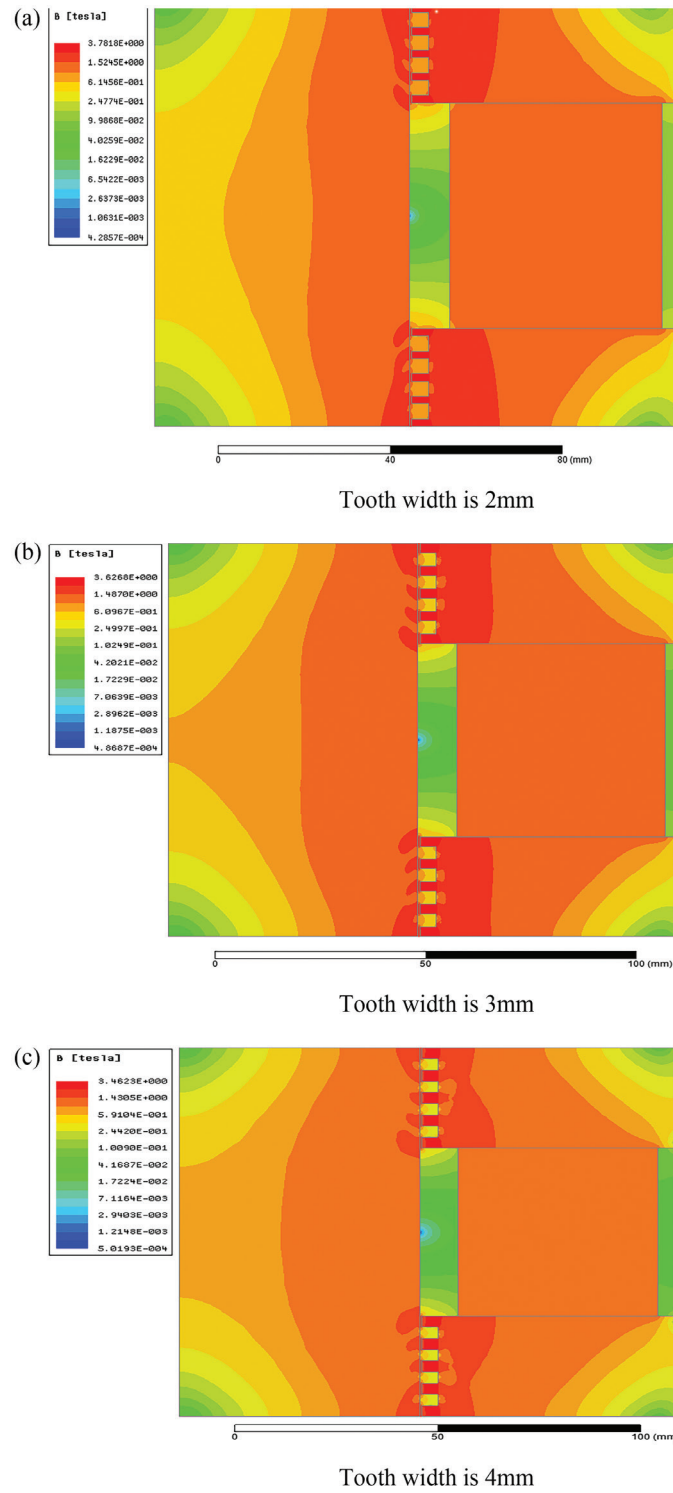 (a)
B [tesla]
3.7818E+000
1.5245E+000
6.1456E-001
2.4774E-001
9.9868E-002
4.0259E-002
1.6229E-002
6.5422E-003
2.6373E-003
1.0631E-003
4.2857E-004
0 40 80 (mm)
Tooth width is 2mm
(b)
B [tesla]
3.6268E+000
1.4870E+000
6.0967E-001
2.4997E-001
1.0249E-001
4.2021E-002
1.7229E-002
7.0639E-003
2.8962E-003
1.1875E-003
4.8687E-004
0 50 100 (mm)
Tooth width is 3mm
(c)
B [tesla]
3.4623E+000
1.4305E+000
5.9104E-001
2.4420E-001
1.0090E-001
4.1687E-002
1.7224E-002
7.1164E-003
2.9403E-003
1.2148E-003
5.0193E-004
0 50 100 (mm)
Tooth width is 4mm